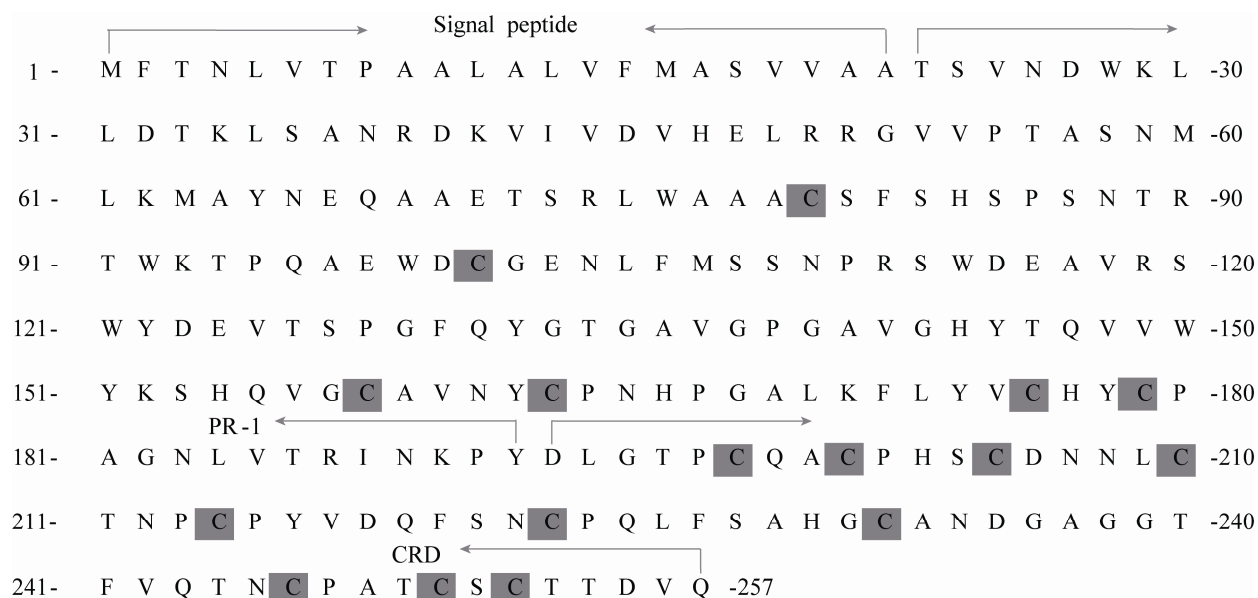 Signal peptide
1 - M F T N L V T P A A L A L V F M A S V V A A T S V N D W K L -30
31 - L D T K L S A N R D K V I V D V H E L R R G V V P T A S N M -60
61 - L K M A Y N E Q A A E T S R L W A A A C S F S H S P S N T R -90
91 - T W K T P Q A E W D C G E N L F M S S N P R S W D E A V R S -120
121- W Y D E V T S P G F Q Y G T G A V G P G A V G H Y T Q V V W -150
151- Y K S H Q V G C A V N Y C P N H P G A L K F L Y V C H Y C P -180
PR-1
181- A G N L V T R I N K P Y D L G T P C Q A C P H S C D N N L C -210
211- T N P C P Y V D Q F S N C P Q L F S A H G C A N D G A G G T -240
CRD
241- F V Q T N C P A T C S C T T D V Q -257